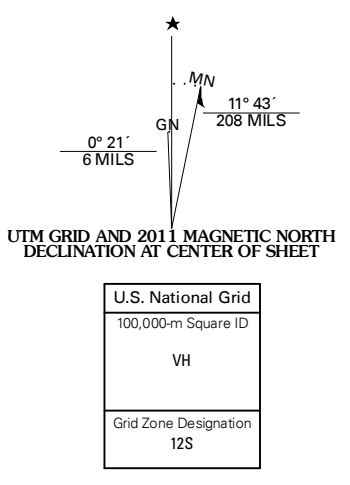 MN
11° 43´
208 MILS
GN
0° 21´
6 MILS
UTM GRID AND 2011 MAGNETIC NORTH
DECLINATION AT CENTER OF SHEET
U.S. National Grid
100,000-m Square ID
VH
Grid Zone Designation
12S